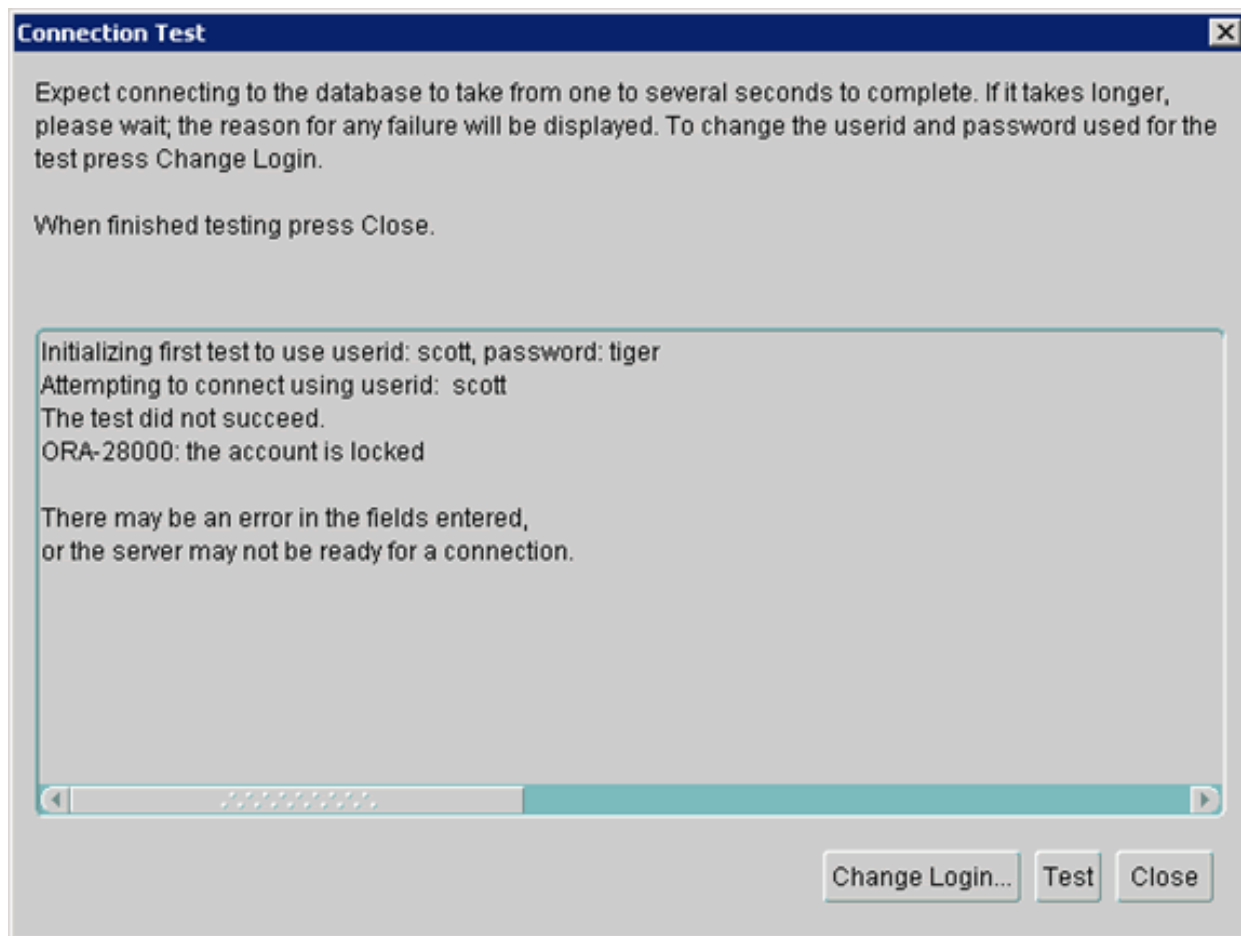 Connection Test
Expect connecting to the database to take from one to several seconds to complete. If it takes longer,
please wait; the reason for any failure will be displayed. To change the userid and password used for the
test press Change Login.
When finished testing press Close.
Initializing first test to use userid: scott, password: tiger
Attempting to connect using userid:  scott
The test did not succeed.
ORA-28000: the account is locked
There may be an error in the fields entered,
or the server may not be ready for a connection.
Change Login... Test Close